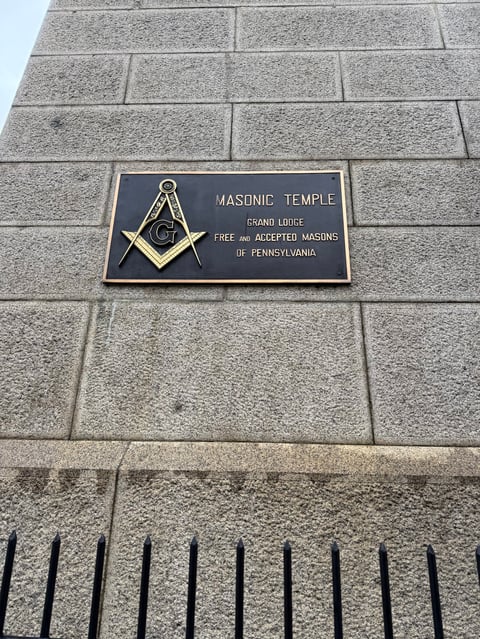 G
MASONIC TEMPLE
GRAND LODGE
FREE AND ACCEPTED MASONS
OF PENNSYLVANIA